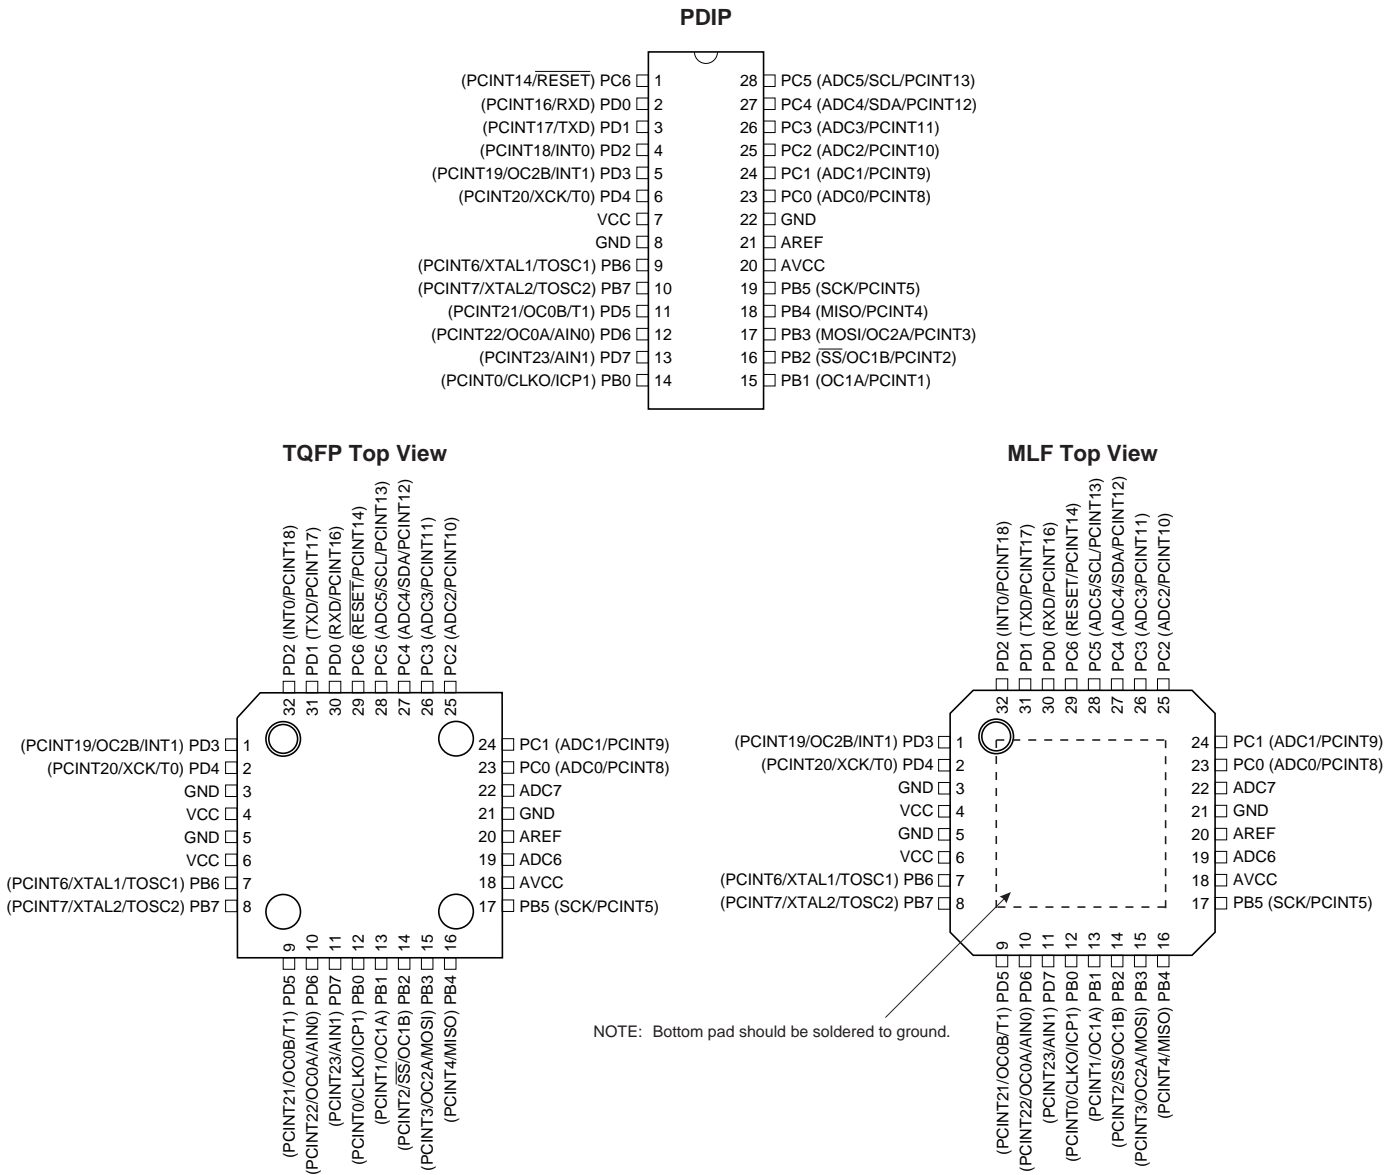 PDIP
(PCINT14/RESET) PC6 1 28 PC5 (ADC5/SCL/PCINT13)
(PCINT16/RXD) PD0 2 27 PC4 (ADC4/SDA/PCINT12)
(PCINT17/TXD) PD1 3 26 PC3 (ADC3/PCINT11)
(PCINT18/INT0) PD2 4 25 PC2 (ADC2/PCINT10)
(PCINT19/OC2B/INT1) PD3 5 24 PC1 (ADC1/PCINT9)
(PCINT20/XCK/T0) PD4 6 23 PC0 (ADC0/PCINT8)
VCC 7 22 GND
GND 8 21 AREF
(PCINT6/XTAL1/TOSC1) PB6 9 20 AVCC
(PCINT7/XTAL2/TOSC2) PB7 10 19 PB5 (SCK/PCINT5)
(PCINT21/OC0B/T1) PD5 11 18 PB4 (MISO/PCINT4)
(PCINT22/OC0A/AIN0) PD6 12 17 PB3 (MOSI/OC2A/PCINT3)
(PCINT23/AIN1) PD7 13 16 PB2 (SS/OC1B/PCINT2)
(PCINT0/CLKO/ICP1) PB0 14 15 PB1 (OC1A/PCINT1)
TQFP Top View
32 PD2 (INT0/PCINT18)
31 PD1 (TXD/PCINT17)
30 PD0 (RXD/PCINT16)
29 PC6 (RESET/PCINT14)
28 PC5 (ADC5/SCL/PCINT13)
27 PC4 (ADC4/SDA/PCINT12)
26 PC3 (ADC3/PCINT11)
25 PC2 (ADC2/PCINT10)
(PCINT19/OC2B/INT1) PD3 1 24 PC1 (ADC1/PCINT9)
(PCINT20/XCK/T0) PD4 2 23 PC0 (ADC0/PCINT8)
GND 3 22 ADC7
VCC 4 21 GND
GND 5 20 AREF
VCC 6 19 ADC6
(PCINT6/XTAL1/TOSC1) PB6 7 18 AVCC
(PCINT7/XTAL2/TOSC2) PB7 8 17 PB5 (SCK/PCINT5)
(PCINT21/OC0B/T1) PD5 9
(PCINT22/OC0A/AIN0) PD6 10
(PCINT23/AIN1) PD7 11
(PCINT0/CLKO/ICP1) PB0 12
(PCINT1/OC1A) PB1 13
(PCINT2/SS/OC1B) PB2 14
(PCINT3/OC2A/MOSI) PB3 15
(PCINT4/MISO) PB4 16
MLF Top View
32 PD2 (INT0/PCINT18)
31 PD1 (TXD/PCINT17)
30 PD0 (RXD/PCINT16)
29 PC6 (RESET/PCINT14)
28 PC5 (ADC5/SCL/PCINT13)
27 PC4 (ADC4/SDA/PCINT12)
26 PC3 (ADC3/PCINT11)
25 PC2 (ADC2/PCINT10)
(PCINT19/OC2B/INT1) PD3 1 24 PC1 (ADC1/PCINT9)
(PCINT20/XCK/T0) PD4 2 23 PC0 (ADC0/PCINT8)
GND 3 22 ADC7
VCC 4 21 GND
GND 5 20 AREF
VCC 6 19 ADC6
(PCINT6/XTAL1/TOSC1) PB6 7 18 AVCC
(PCINT7/XTAL2/TOSC2) PB7 8 17 PB5 (SCK/PCINT5)
(PCINT21/OC0B/T1) PD5 9
(PCINT22/OC0A/AIN0) PD6 10
(PCINT23/AIN1) PD7 11
(PCINT0/CLKO/ICP1) PB0 12
(PCINT1/OC1A) PB1 13
(PCINT2/SS/OC1B) PB2 14
(PCINT3/OC2A/MOSI) PB3 15
(PCINT4/MISO) PB4 16
NOTE: Bottom pad should be soldered to ground.